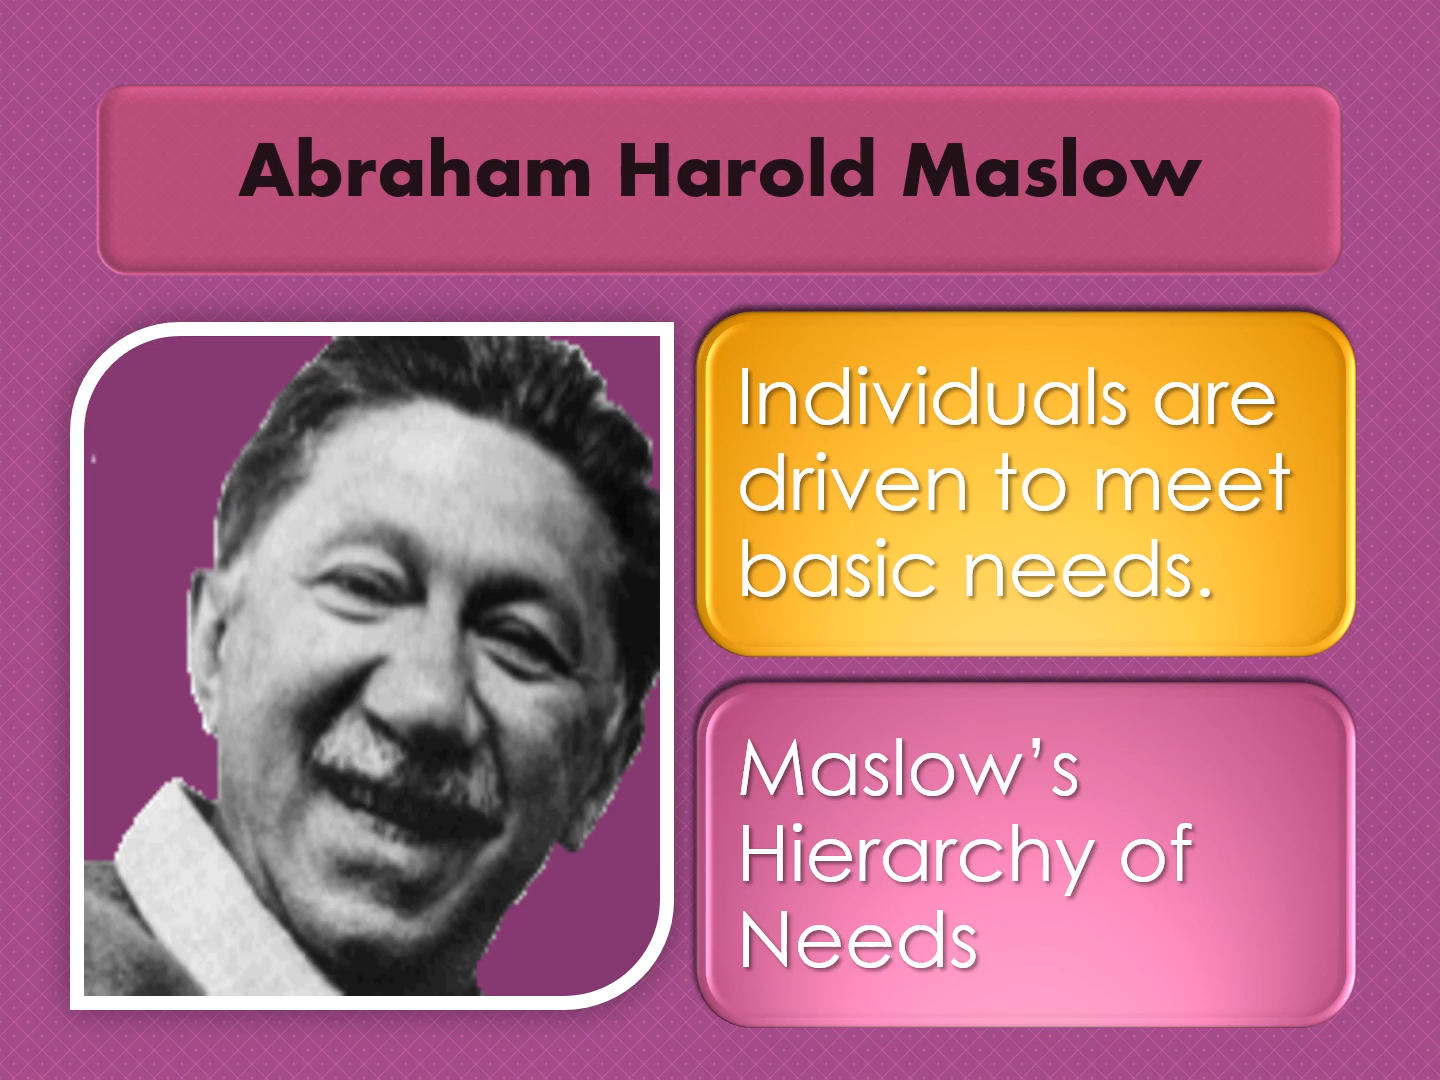 Abraham Harold Maslow
Individuals are
driven to meet
basic needs.
Maslow’s
Hierarchy of
Needs